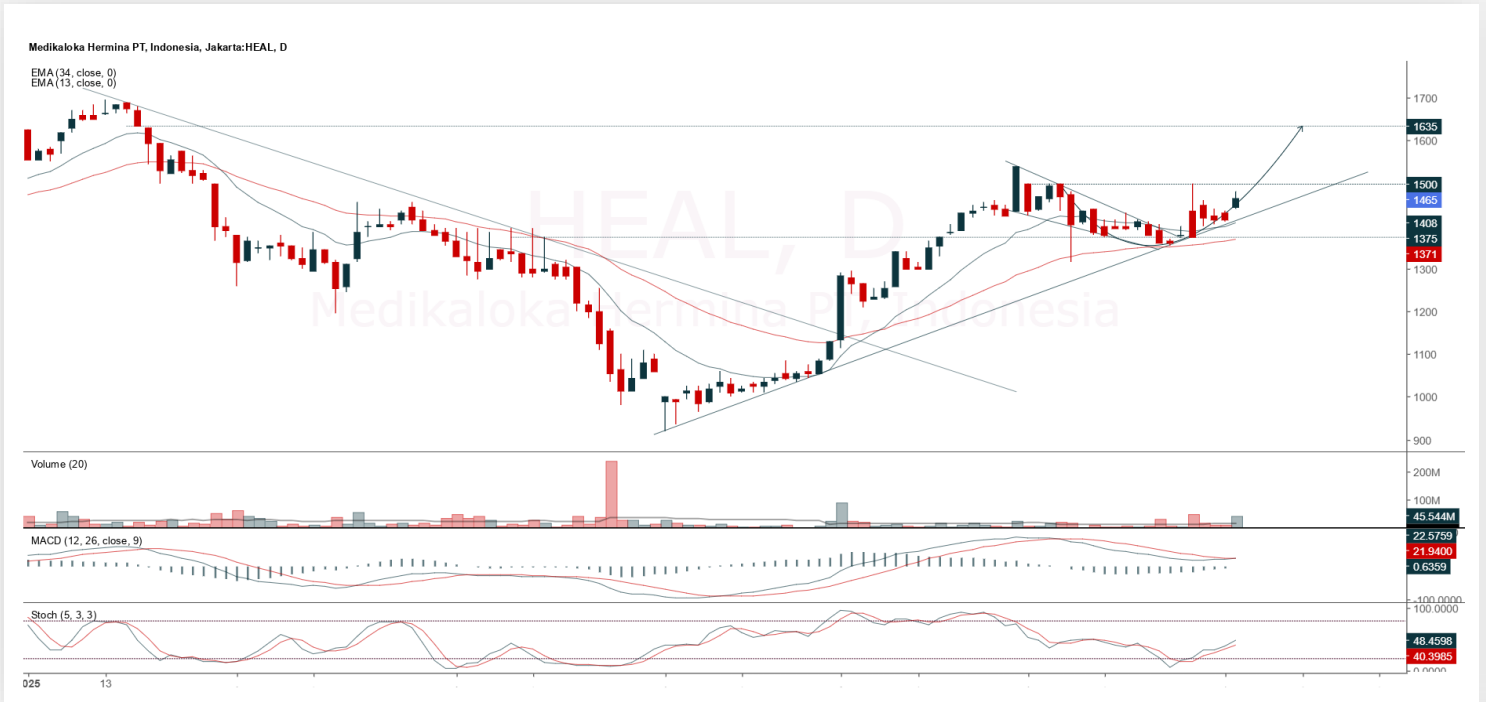 Medikaloka Hermina PT, Indonesia, Jakarta:HEAL, D
EMA (34, close, 0)
EMA (13, close, 0)
HEAL, D
Medikaloka Hermina PT, Indonesia
1700
1635
1600
1500
1465
1408
1375
1371
1300
1200
1100
1000
900
Volume (20)
200M
100M
45.544M
MACD (12, 26, close, 9)
22.5759
21.9400
0.6359
-100.0000
Stoch (5, 3, 3)
100.0000
48.4598
40.3985
0.0000
2025
13